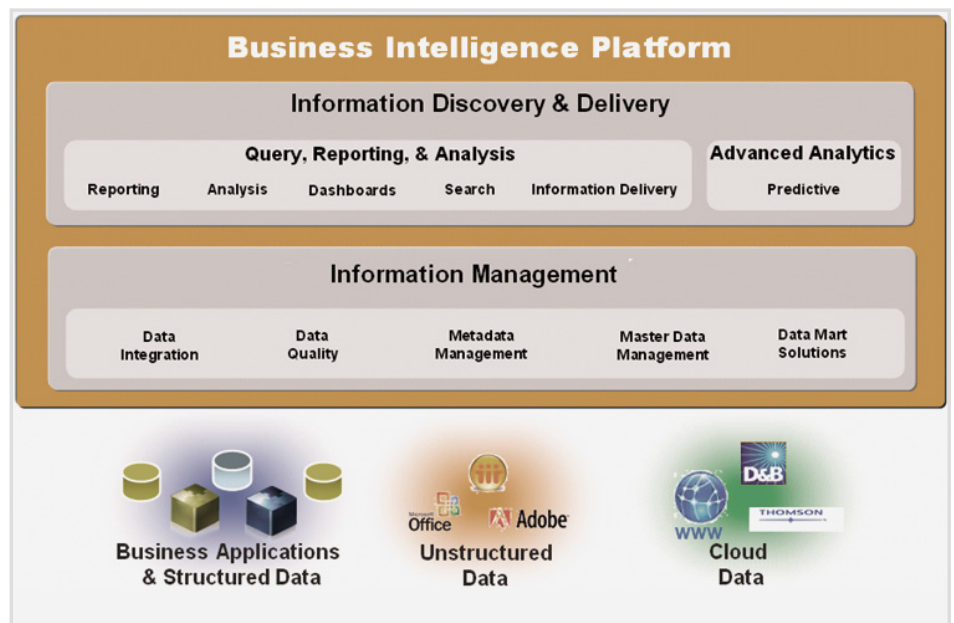 Business Intelligence Platform
Information Discovery & Delivery
Query, Reporting, & Analysis
Reporting Analysis Dashboards Search Information Delivery
Advanced Analytics
Predictive
Information Management
Data
Integration
Data
Quality
Metadata
Management
Master Data
Management
Data Mart
Solutions
Microsoft
Office
Adobe
WWW
D&B
THOMSON
Business Applications
& Structured Data
Unstructured
Data
Cloud
Data